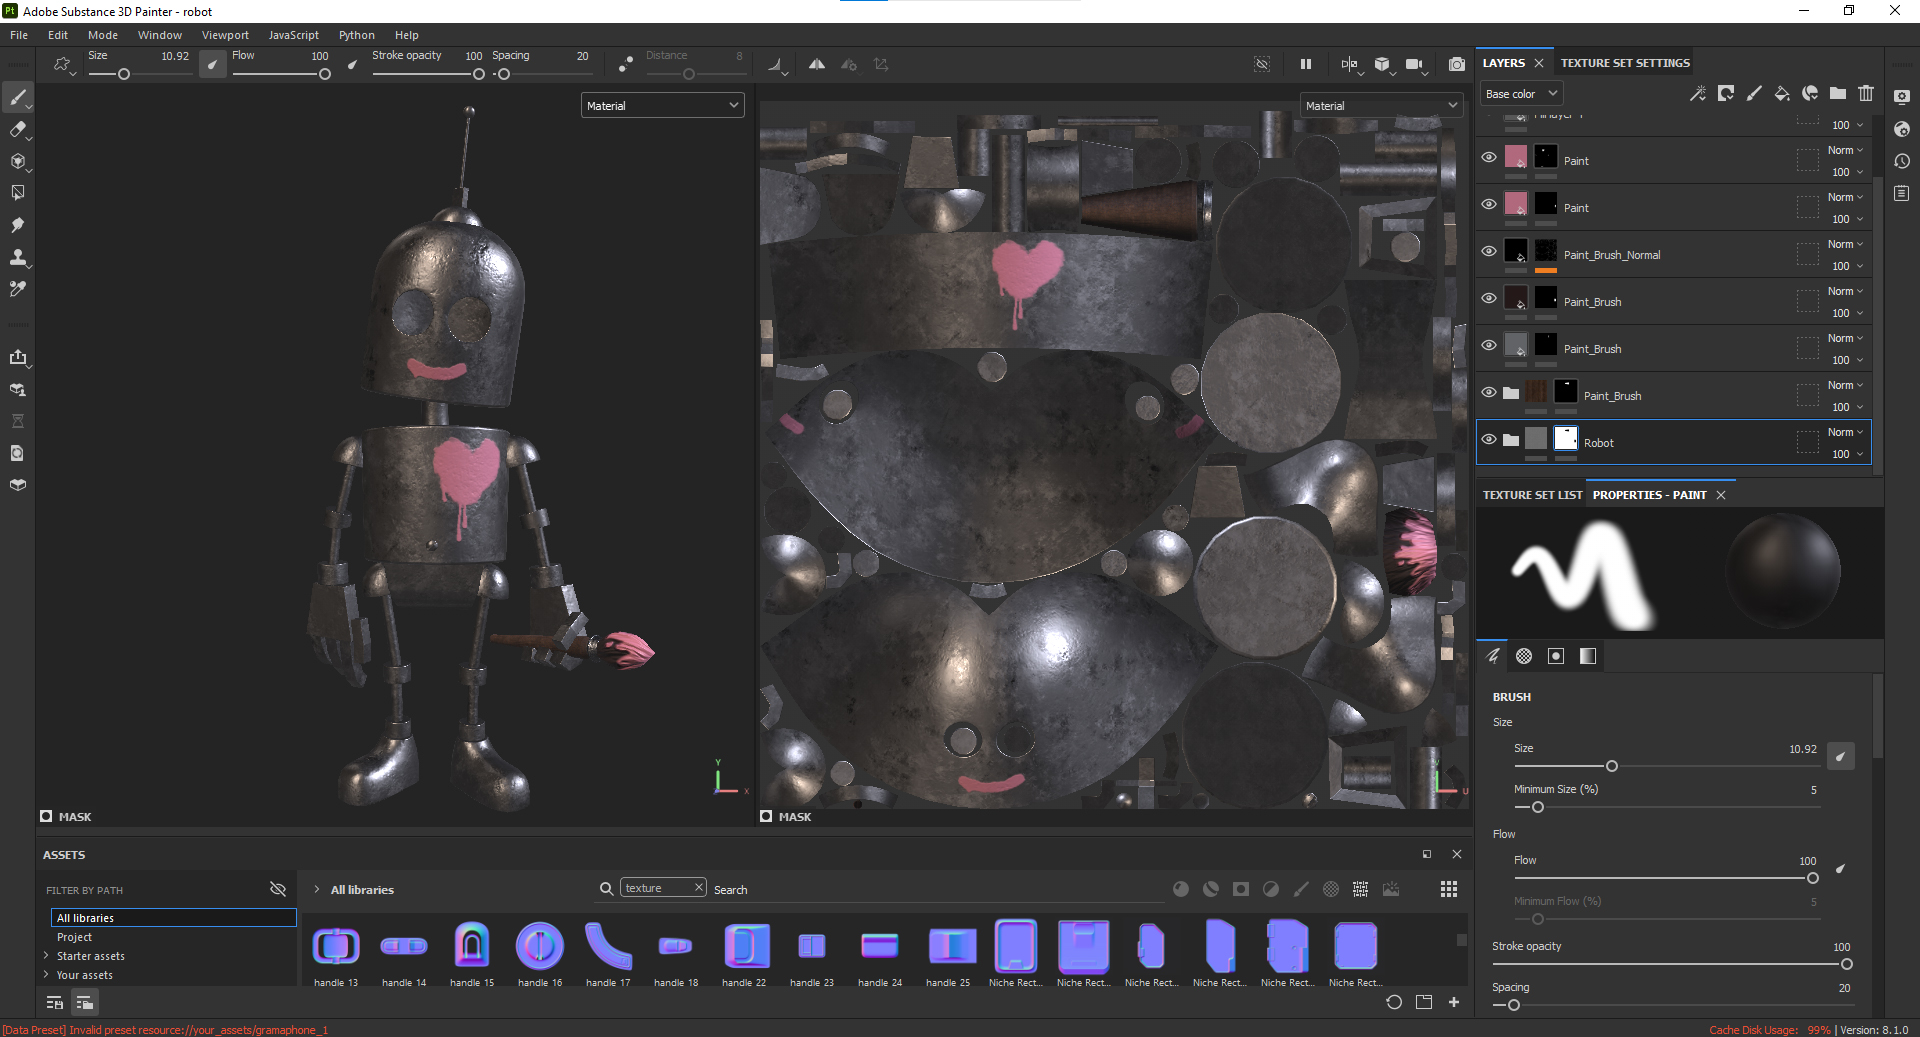 Pt Adobe Substance 3D Painter - robot
File Edit Mode Window Viewport JavaScript Python Help
Size 10.92 Flow 100 Stroke opacity 100 Spacing 20 Distance 8
Material
Material
MASK
MASK
LAYERS TEXTURE SET SETTINGS
Base color
100
Paint Norm 100
Paint Norm 100
Paint_Brush_Normal Norm 100
Paint_Brush Norm 100
Paint_Brush Norm 100
Paint_Brush Norm 100
Robot Norm 100
TEXTURE SET LIST PROPERTIES - PAINT
BRUSH
Size
Size 10.92
Minimum Size (%) 5
Flow
Flow 100
Minimum Flow (%) 5
Stroke opacity 100
Spacing 20
Y
X
U
ASSETS
FILTER BY PATH
All libraries
Project
Starter assets
Your assets
All libraries
texture Search
handle 13 handle 14 handle 15 handle 16 handle 17 handle 18 handle 22 handle 23 handle 24 handle 25 Niche Rect... Niche Rect... Niche Rect... Niche Rect... Niche Rect... Niche Rect...
[Data Preset] Invalid preset resource://your_assets/gramaphone_1
Cache Disk Usage: 99% | Version: 8.1.0